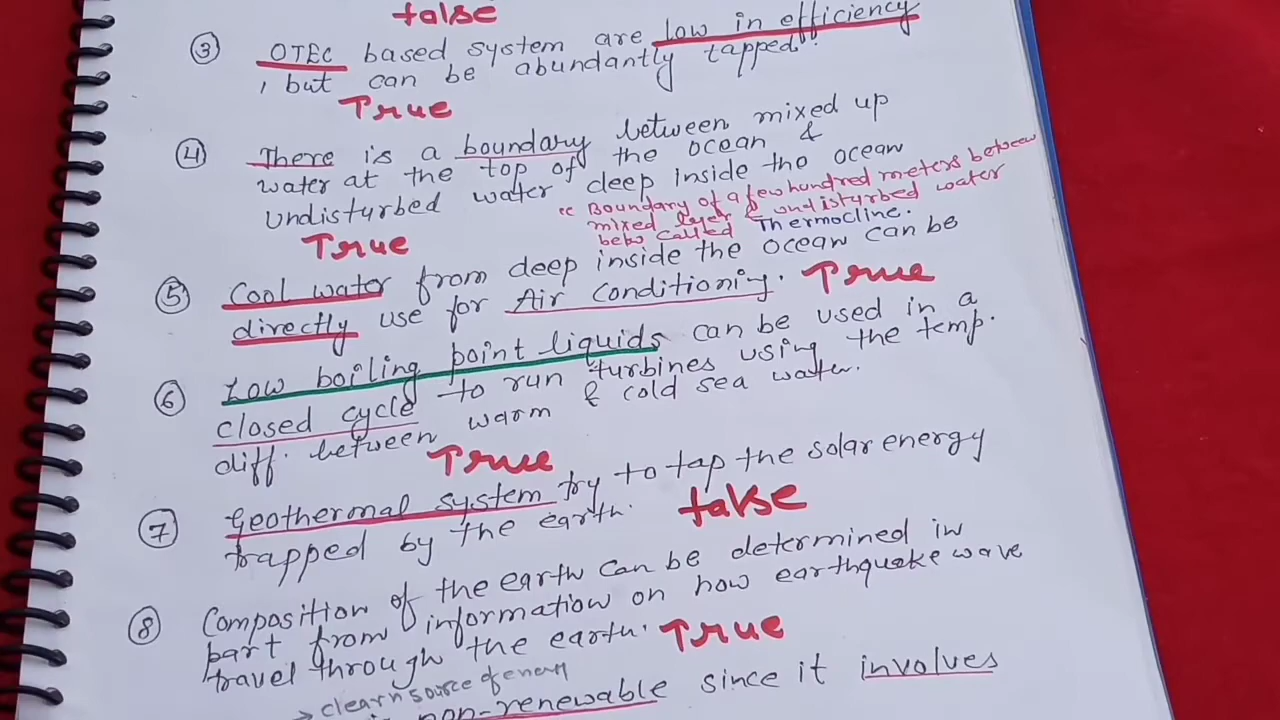 false
③ OTEC based system are low in efficiency
, but can be abundantly tapped.
True
④ There is a boundary between mixed up
water at the top of the ocean &
undisturbed water deep inside the ocean
" Boundary of a few hundred meters between
mixed layer & undisturbed water
below called Thermocline.
True
⑤ Cool water from deep inside the ocean can be
directly use for Air conditioning. True
⑥ Low boiling point liquids can be used in a
closed cycle to run turbines using the temp.
diff. between warm & cold sea water.
True
⑦ Geothermal system try to tap the solar energy
trapped by the earth. false
⑧ Composition of the earth can be determined in
part from information on how earthquake wave
travel through the earth. True
→ clearn source of energy
non-renewable since it involves